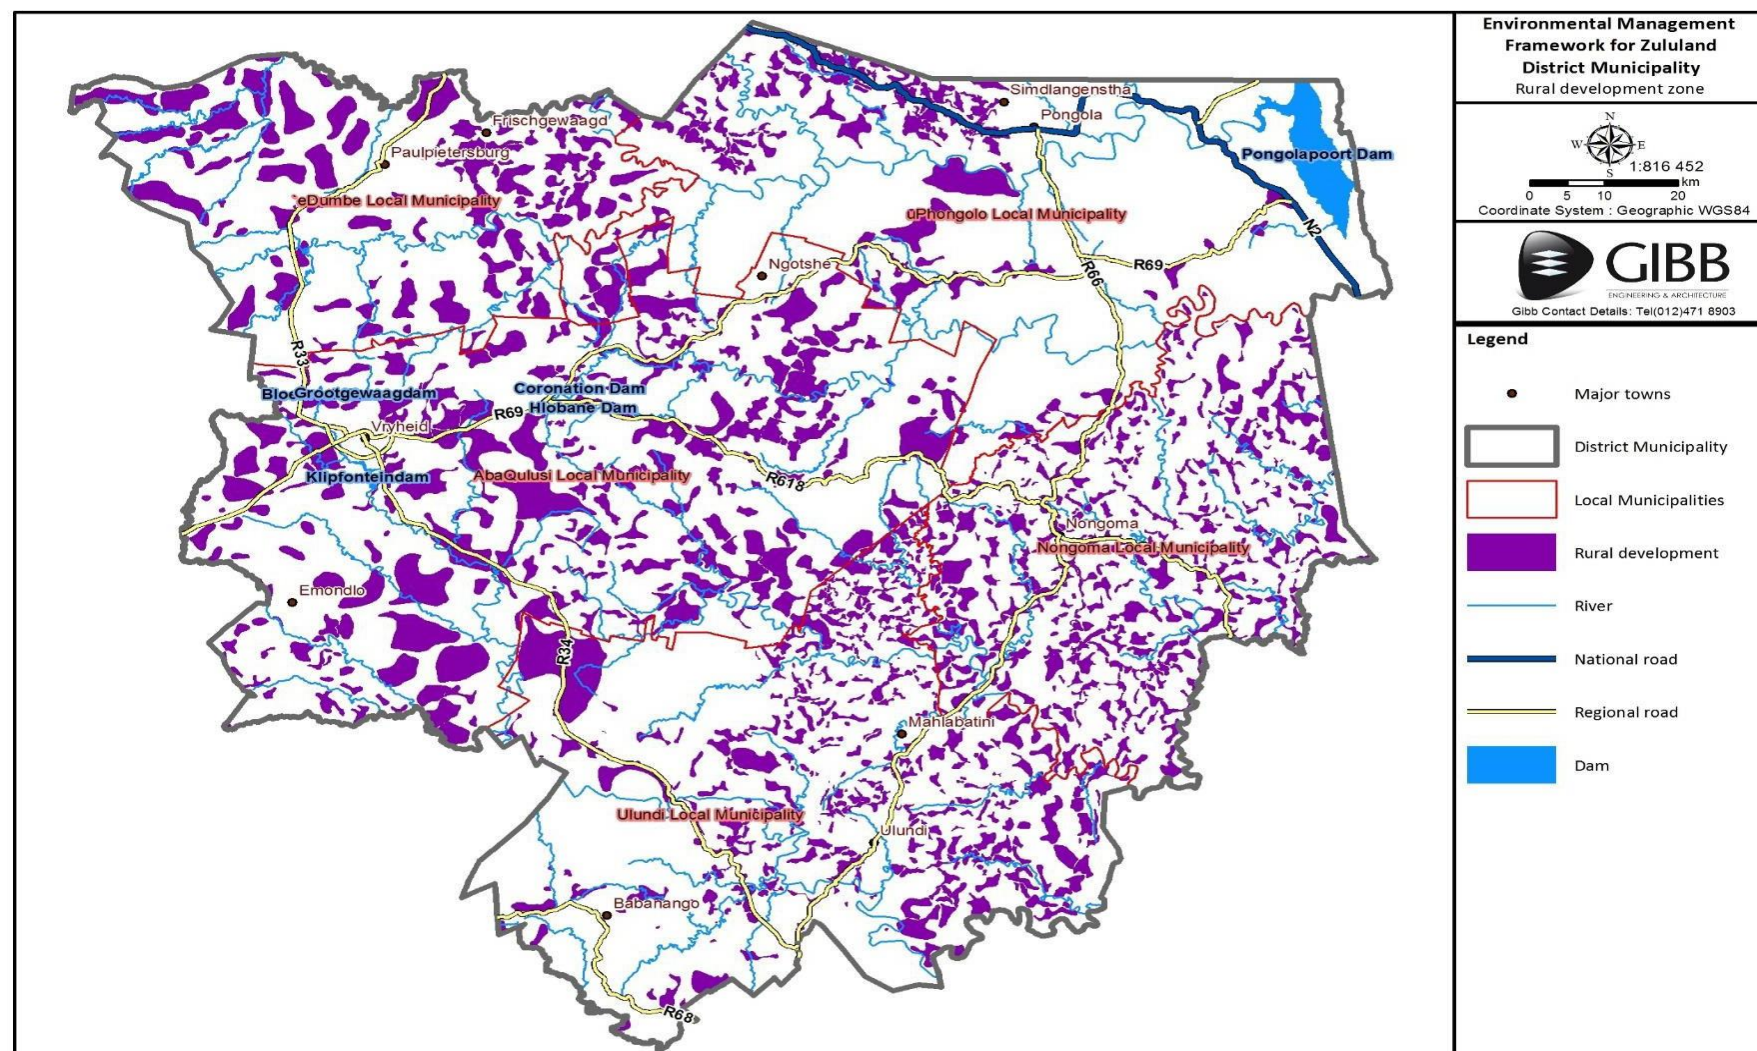 Environmental Management
Framework for Zululand
District Municipality
Rural development zone
N
W
E
S
1:816 452
km
0 5 10 20
Coordinate System : Geographic WGS84
GIBB
ENGINEERING & ARCHITECTURE
Gibb Contact Details: Tel(012)471 8903
Legend
Major towns
District Municipality
Local Municipalities
Rural development
River
National road
Regional road
Dam
Simdlangenstha
Pongola
Frischgewaagd
Paulpietersburg
Pongolapoort Dam
eDumbe Local Municipality
uPhongolo Local Municipality
N2
Ngotshe
R69
R66
R33
Coronation Dam
Grootgewaagdam
Hlobane Dam
R69
Vryheid
Klipfonteindam
AbaQulusi Local Municipality
R618
Nongoma
Nongoma Local Municipality
Emondlo
R34
Mahlabatini
Ulundi Local Municipality
Ulundi
Babanango
R68